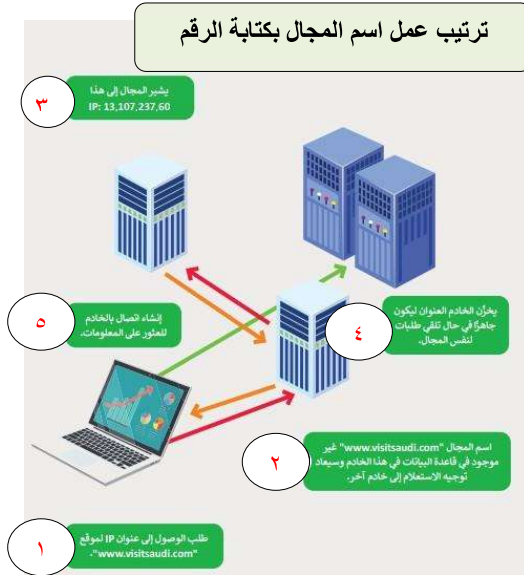 ترتيب عمل اسم المجال بكتابة الرقم
٣
يشير المجال إلى هذا
IP: 13,107,237,60
٥
إنشاء اتصال بالخادم
للعثور على المعلومات.
٤
يخزّن الخادم العنوان ليكون
جاهزًا في حال تلقي طلبات
لنفس المجال.
٢
اسم المجال "www.visitsaudi.com" غير
موجود في قاعدة البيانات في هذا الخادم وسيعاد
توجيه الاستعلام إلى خادم آخر.
١
طلب الوصول إلى عنوان IP لموقع
"www.visitsaudi.com".